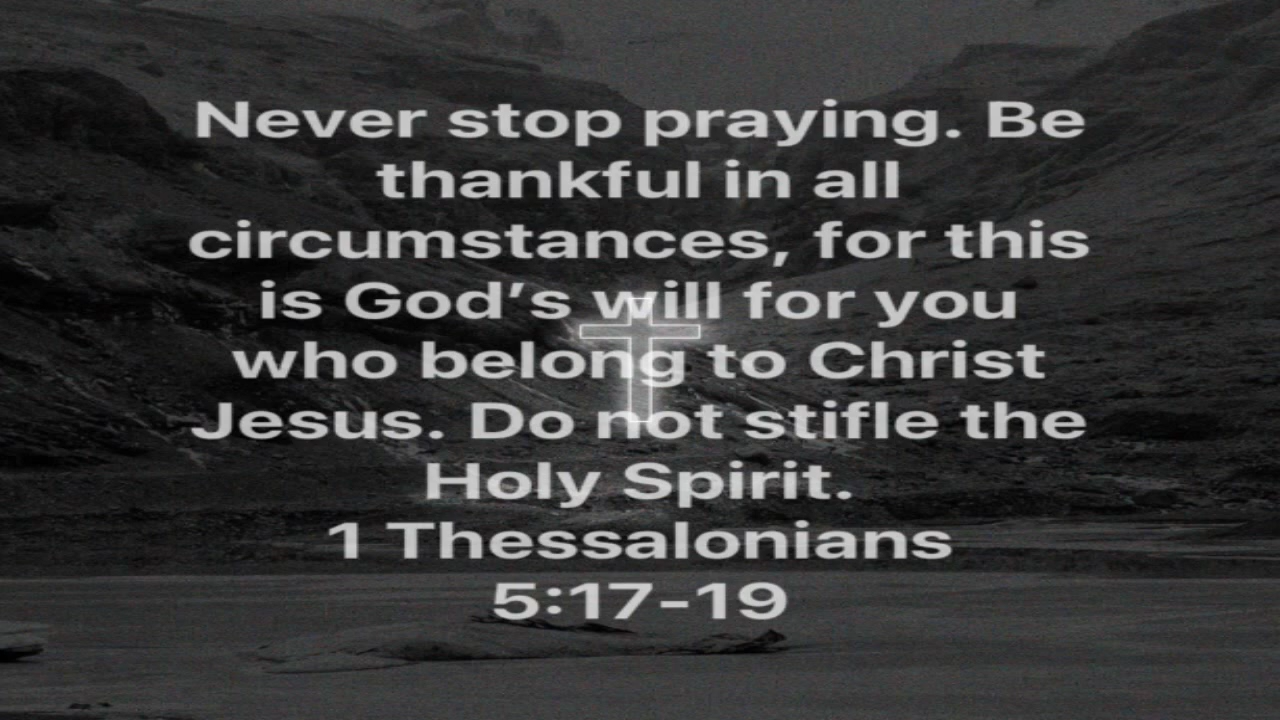 Never stop praying. Be
thankful in all
circumstances, for this
is God’s will for you
who belong to Christ
Jesus. Do not stifle the
Holy Spirit.
1 Thessalonians
5:17-19